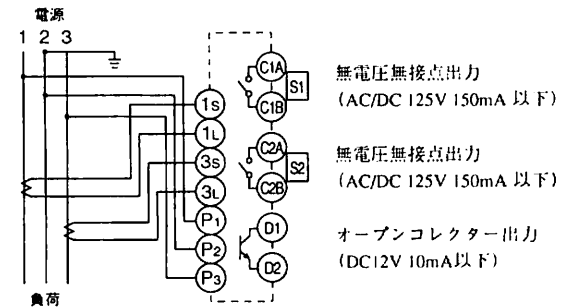 電源
1 2 3
C1A
S1
C1B
無電圧無接点出力
(AC/DC 125V 150mA 以下)
1S
1L
3S
3L
P1
P2
P3
C2A
S2
C2B
無電圧無接点出力
(AC/DC 125V 150mA 以下)
D1
D2
オープンコレクター出力
(DC12V 10mA以下)
負荷